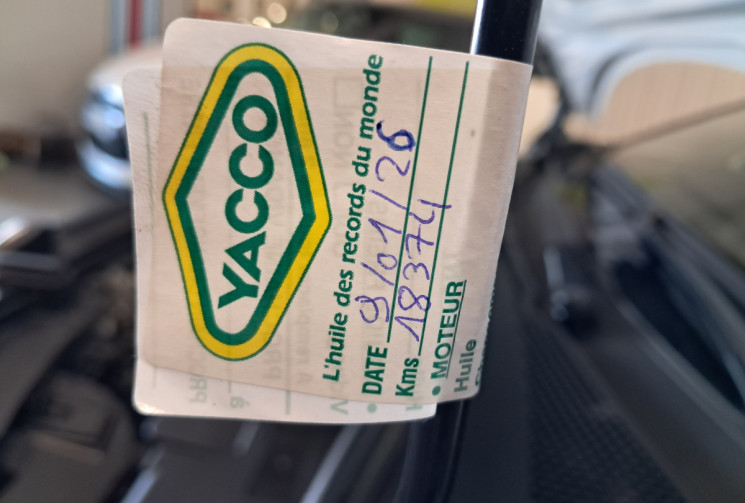 YACCO
L'huile des records du monde
• DATE 9/01/26
Kms 18374
• MOTEUR
Huile